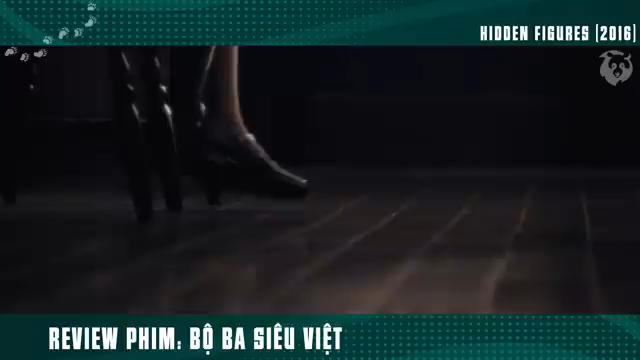 HIDDEN FIGURES (2016)
REVIEW PHIM: BỘ BA SIÊU VIỆT